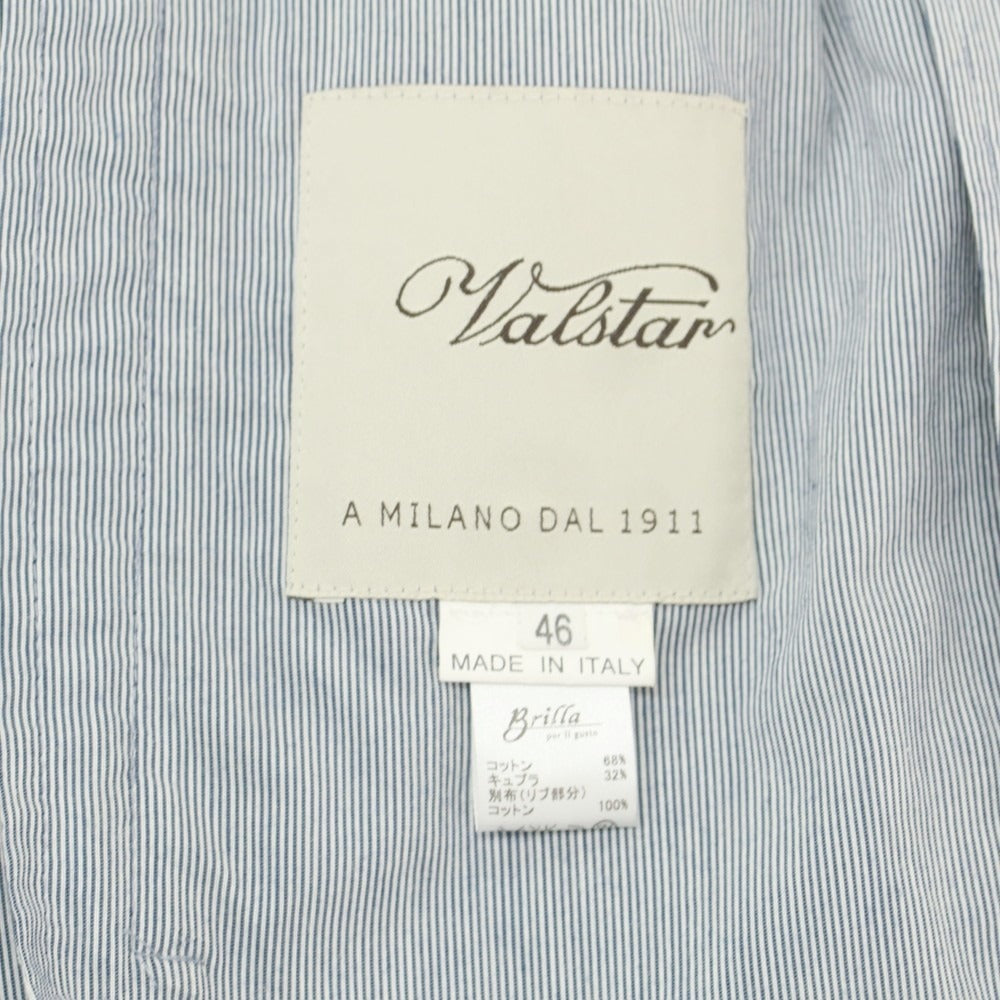 Valstar
A MILANO DAL 1911
46
MADE IN ITALY
Brilla
per il gusto
コットン 68%
キュプラ 32%
別布(リブ部分)
コットン 100%